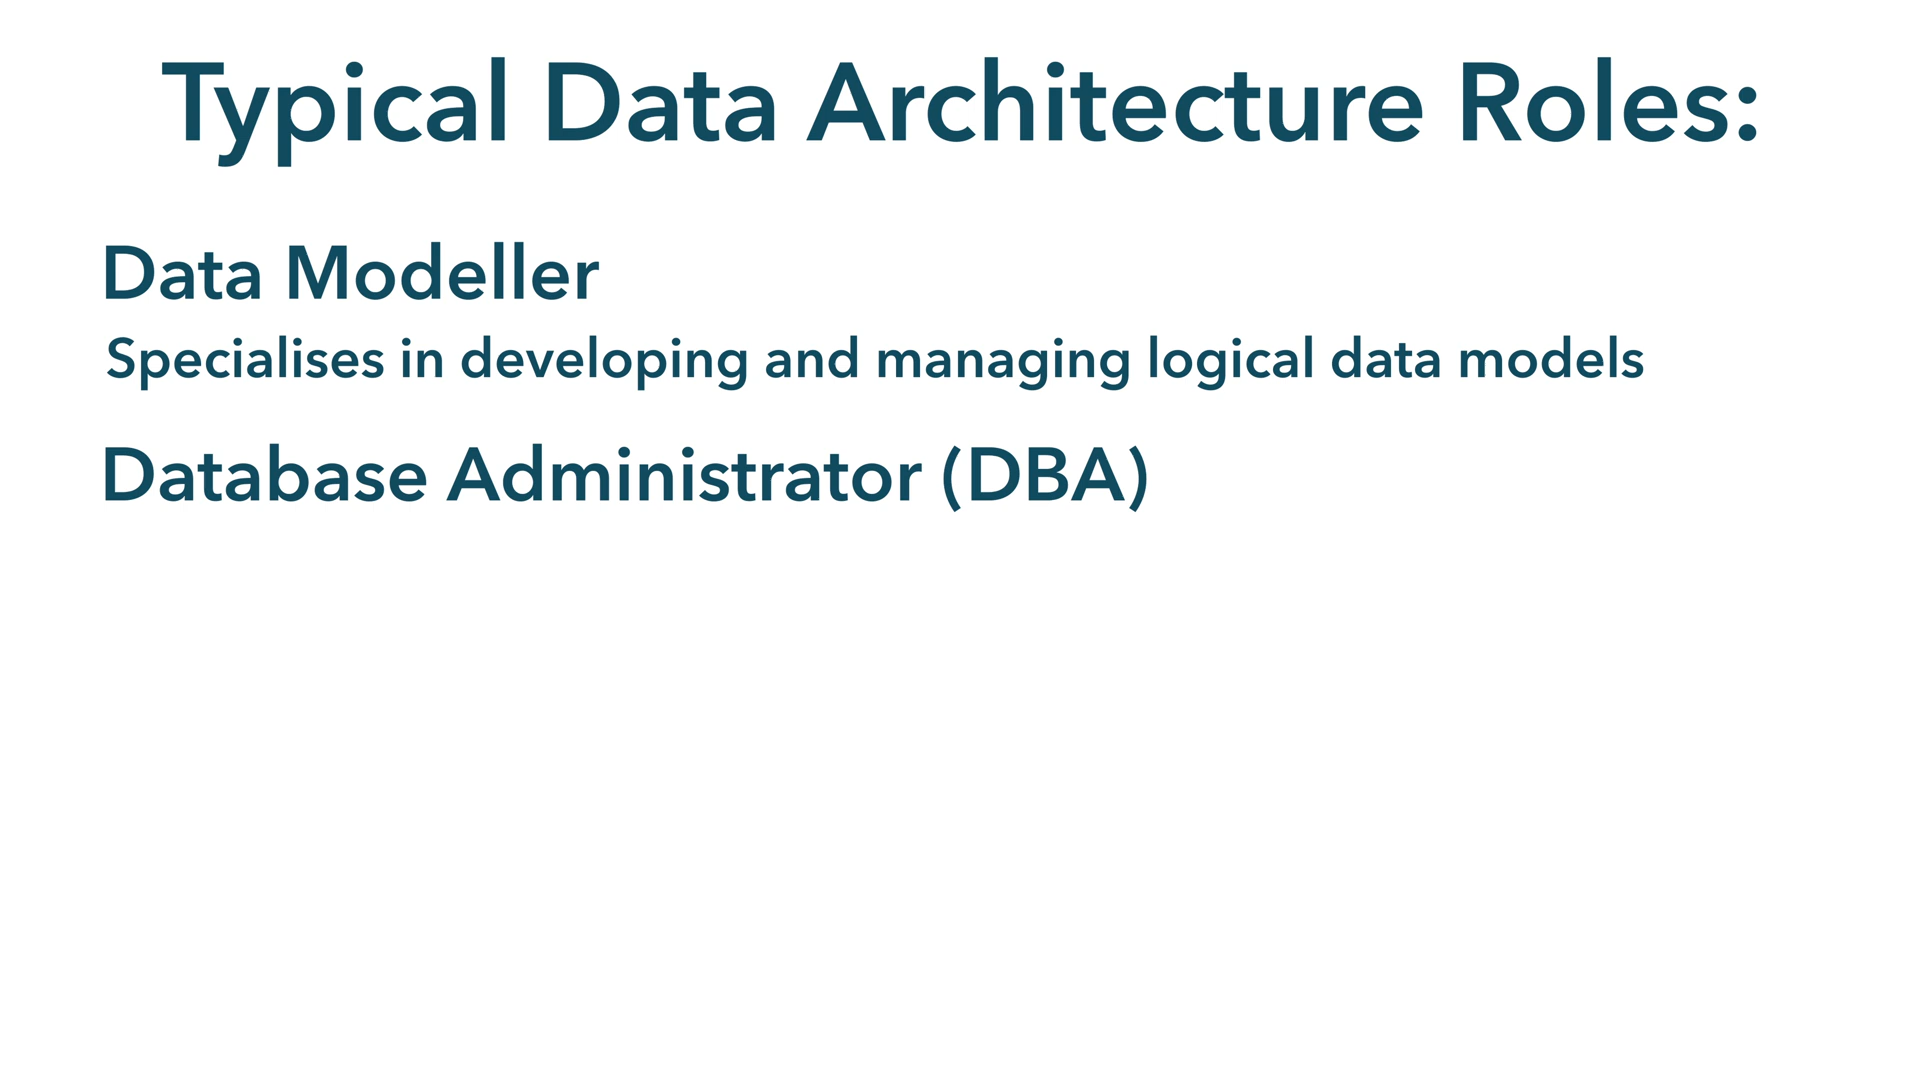 Typical Data Architecture Roles:
Data Modeller
Specialises in developing and managing logical data models
Database Administrator (DBA)